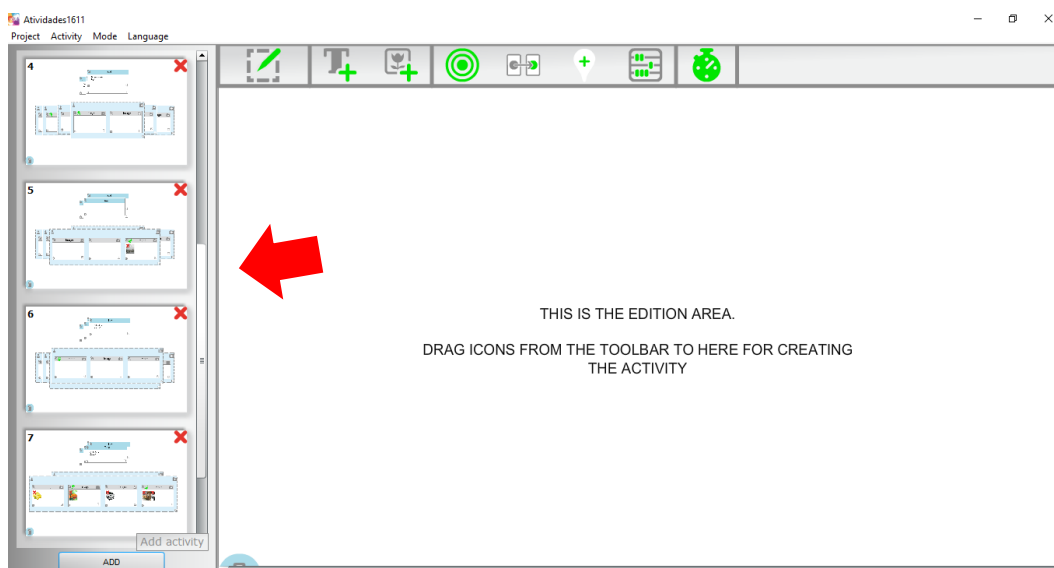 Atividades1611
Project Activity Mode Language
4
5
6
7
Add activity
ADD
THIS IS THE EDITION AREA.
DRAG ICONS FROM THE TOOLBAR TO HERE FOR CREATING
THE ACTIVITY